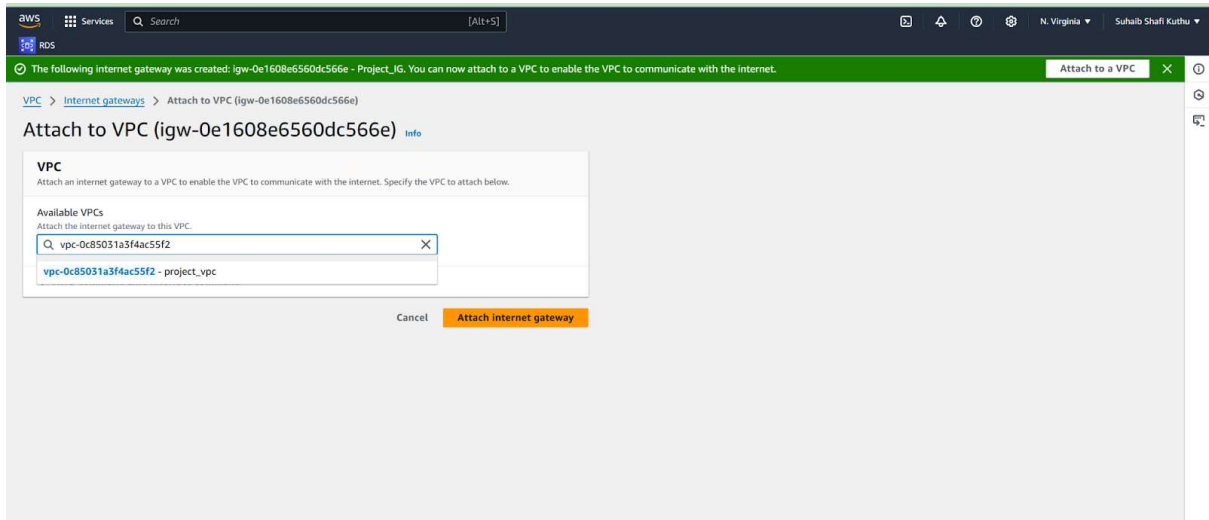 aws Services Search [Alt+S] N. Virginia ▼ Suhaib Shafi Kuthu ▼
RDS
The following internet gateway was created: igw-0e1608e6560dc566e - Project_IG. You can now attach to a VPC to enable the VPC to communicate with the internet. Attach to a VPC
VPC > Internet gateways > Attach to VPC (igw-0e1608e6560dc566e)
Attach to VPC (igw-0e1608e6560dc566e) Info
VPC
Attach an internet gateway to a VPC to enable the VPC to communicate with the internet. Specify the VPC to attach below.
Available VPCs
Attach the internet gateway to this VPC.
vpc-0c85031a3f4ac55f2
vpc-0c85031a3f4ac55f2 - project_vpc
Cancel Attach internet gateway